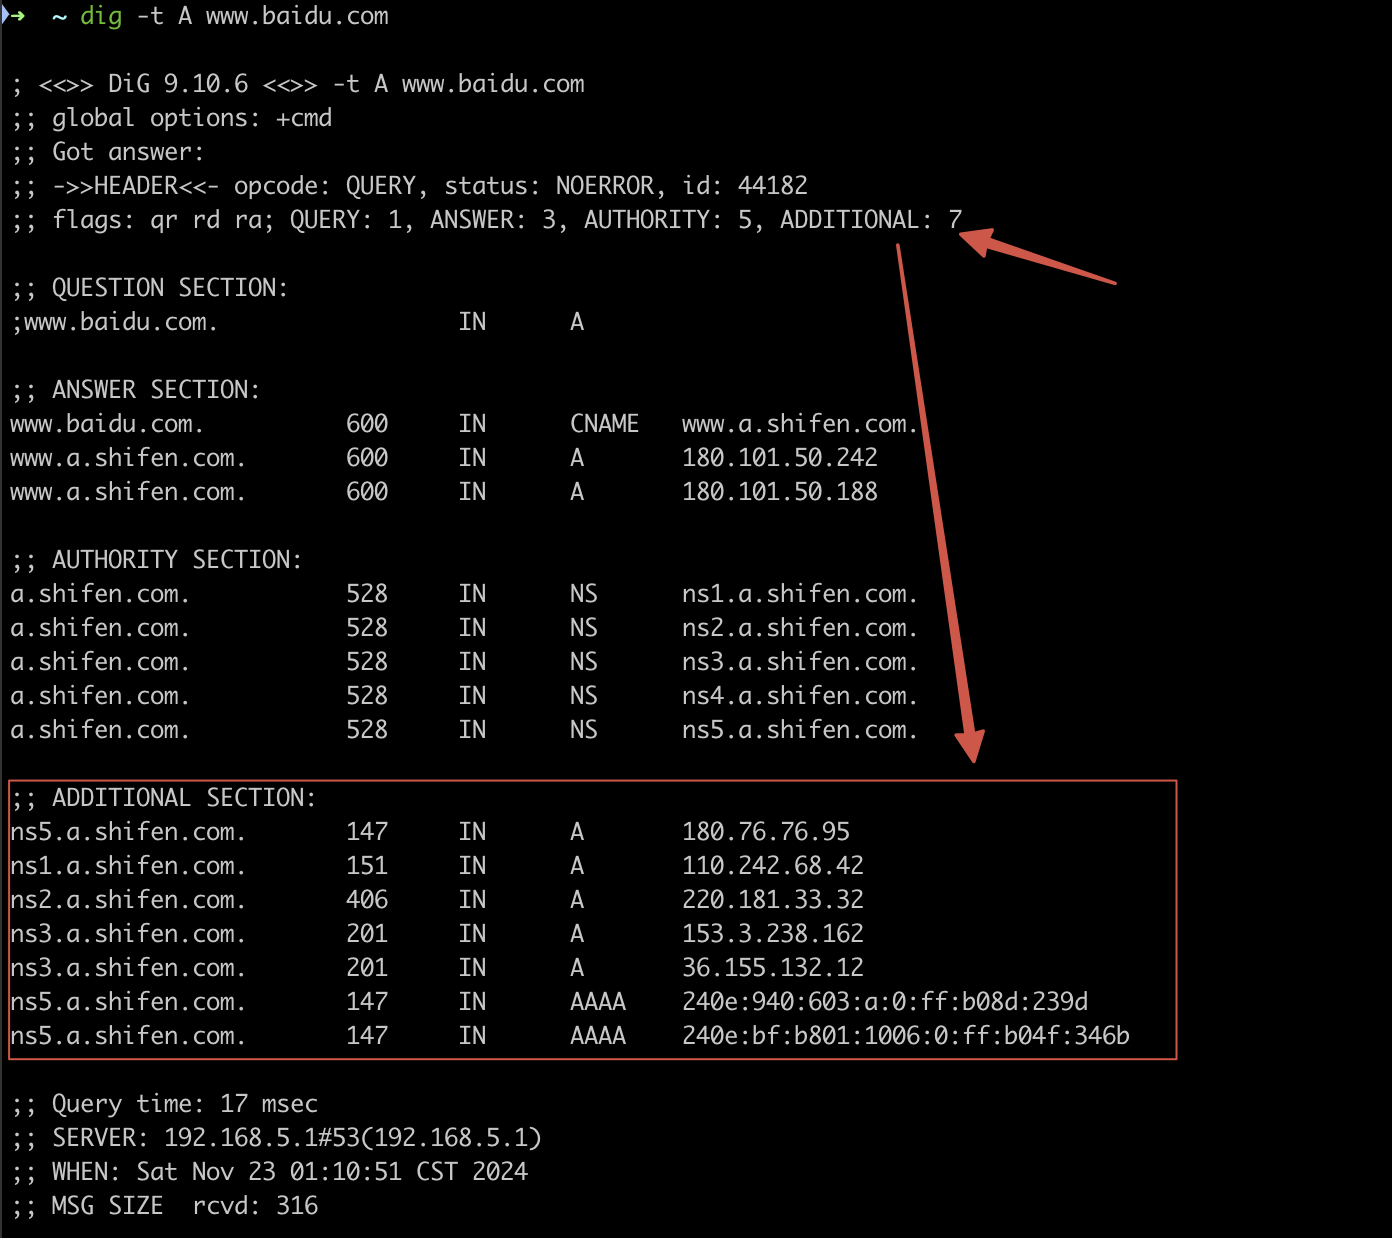 ➜ ~ dig -t A www.baidu.com
; <<>> DiG 9.10.6 <<>> -t A www.baidu.com
;; global options: +cmd
;; Got answer:
;; ->>HEADER<<- opcode: QUERY, status: NOERROR, id: 44182
;; flags: qr rd ra; QUERY: 1, ANSWER: 3, AUTHORITY: 5, ADDITIONAL: 7
;; QUESTION SECTION:
;www.baidu.com. IN A
;; ANSWER SECTION:
www.baidu.com. 600 IN CNAME www.a.shifen.com.
www.a.shifen.com. 600 IN A 180.101.50.242
www.a.shifen.com. 600 IN A 180.101.50.188
;; AUTHORITY SECTION:
a.shifen.com. 528 IN NS ns1.a.shifen.com.
a.shifen.com. 528 IN NS ns2.a.shifen.com.
a.shifen.com. 528 IN NS ns3.a.shifen.com.
a.shifen.com. 528 IN NS ns4.a.shifen.com.
a.shifen.com. 528 IN NS ns5.a.shifen.com.
;; ADDITIONAL SECTION:
ns5.a.shifen.com. 147 IN A 180.76.76.95
ns1.a.shifen.com. 151 IN A 110.242.68.42
ns2.a.shifen.com. 406 IN A 220.181.33.32
ns3.a.shifen.com. 201 IN A 153.3.238.162
ns3.a.shifen.com. 201 IN A 36.155.132.12
ns5.a.shifen.com. 147 IN AAAA 240e:940:603:a:0:ff:b08d:239d
ns5.a.shifen.com. 147 IN AAAA 240e:bf:b801:1006:0:ff:b04f:346b
;; Query time: 17 msec
;; SERVER: 192.168.5.1#53(192.168.5.1)
;; WHEN: Sat Nov 23 01:10:51 CST 2024
;; MSG SIZE rcvd: 316